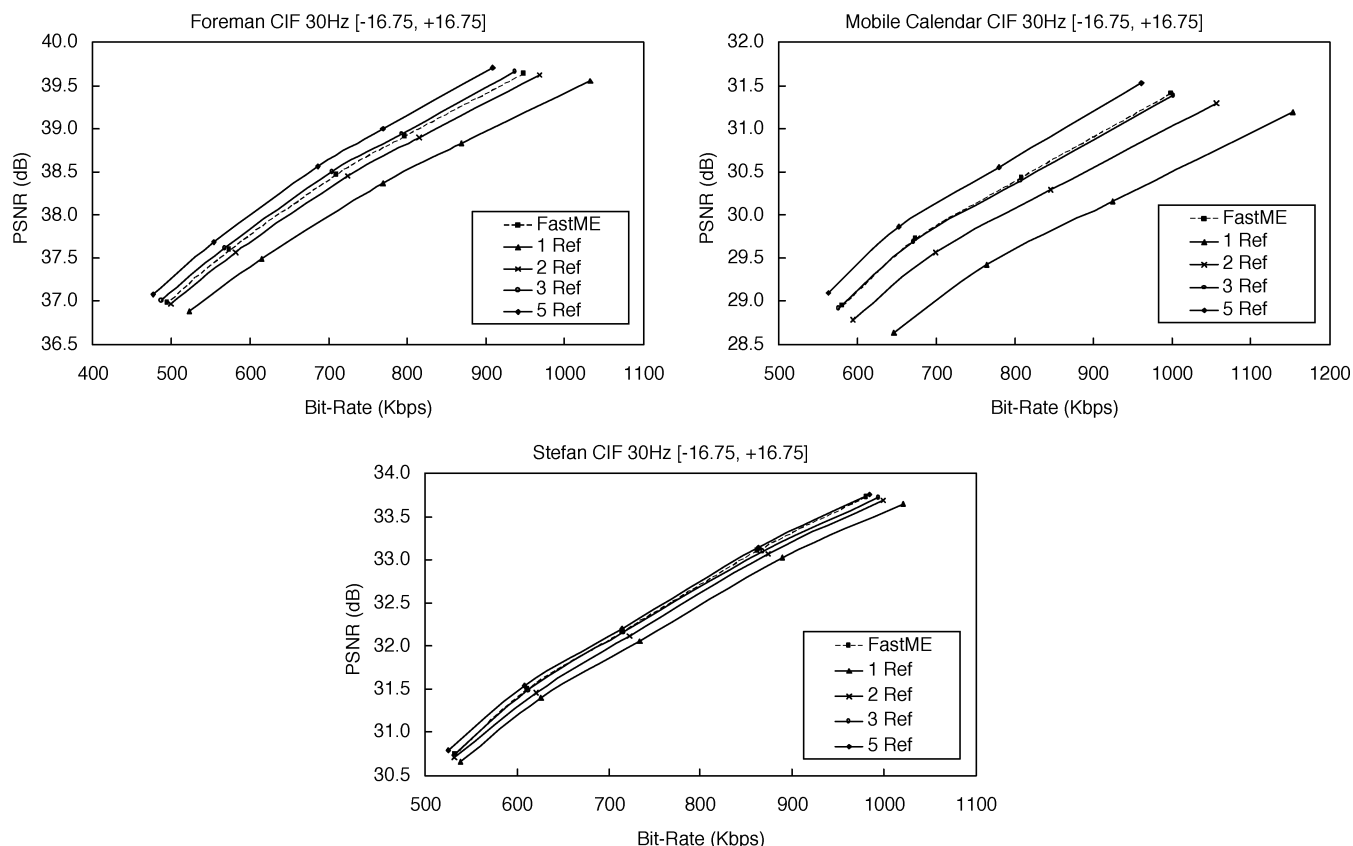 Foreman CIF 30Hz [-16.75, +16.75]
40.0
39.5
39.0
38.5
38.0
37.5
37.0
36.5
PSNR (dB)
400 500 600 700 800 900 1000 1100
Bit-Rate (Kbps)
FastME
1 Ref
2 Ref
3 Ref
5 Ref
Mobile Calendar CIF 30Hz [-16.75, +16.75]
32.0
31.5
31.0
30.5
30.0
29.5
29.0
28.5
PSNR (dB)
500 600 700 800 900 1000 1100 1200
Bit-Rate (Kbps)
FastME
1 Ref
2 Ref
3 Ref
5 Ref
Stefan CIF 30Hz [-16.75, +16.75]
34.0
33.5
33.0
32.5
32.0
31.5
31.0
30.5
PSNR (dB)
500 600 700 800 900 1000 1100
Bit-Rate (Kbps)
FastME
1 Ref
2 Ref
3 Ref
5 Ref